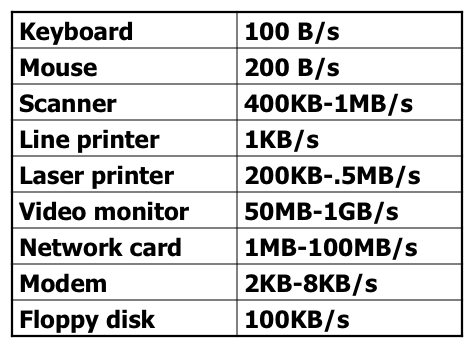 Keyboard 100 B/s
Mouse 200 B/s
Scanner 400KB-1MB/s
Line printer 1KB/s
Laser printer 200KB-.5MB/s
Video monitor 50MB-1GB/s
Network card 1MB-100MB/s
Modem 2KB-8KB/s
Floppy disk 100KB/s